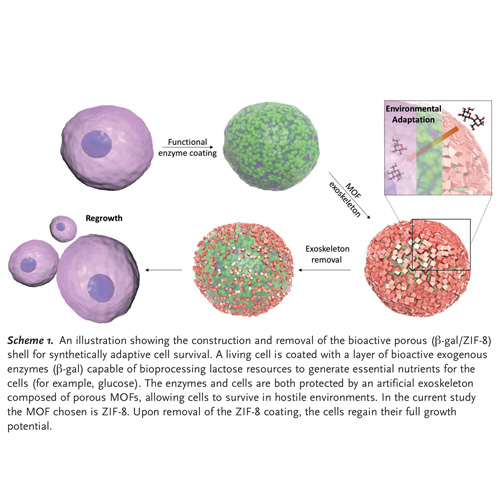 Functional
enzyme coating
Environmental
Adaptation
MOF
exoskeleton
Exoskeleton
removal
Regrowth
Scheme 1. An illustration showing the construction and removal of the bioactive porous (β-gal/ZIF-8)
shell for synthetically adaptive cell survival. A living cell is coated with a layer of bioactive exogenous
enzymes (β-gal) capable of bioprocessing lactose resources to generate essential nutrients for the
cells (for example, glucose). The enzymes and cells are both protected by an artificial exoskeleton
composed of porous MOFs, allowing cells to survive in hostile environments. In the current study
the MOF chosen is ZIF-8. Upon removal of the ZIF-8 coating, the cells regain their full growth
potential.